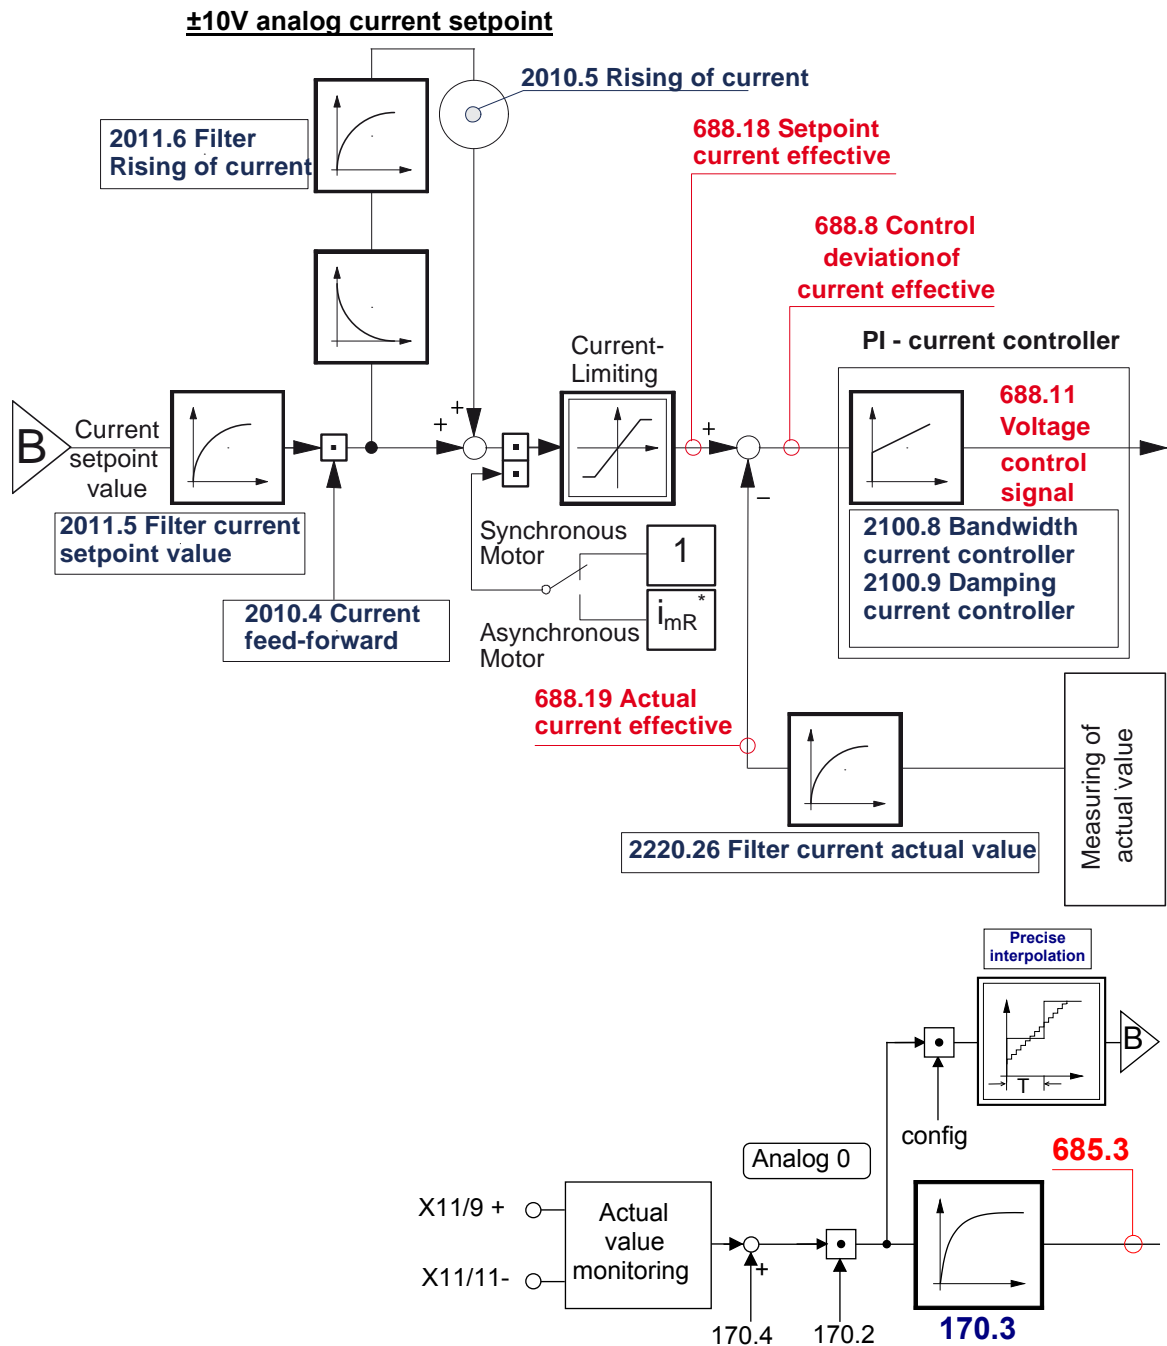 ±10V analog current setpoint
2010.5 Rising of current
2011.6 Filter
Rising of current
688.18 Setpoint
current effective
688.8 Control
deviationof
current effective
PI - current controller
Current-
Limiting
688.11
Voltage
control
signal
B
Current
setpoint
value
+
+
+
−
2011.5 Filter current
setpoint value
2010.4 Current
feed-forward
Synchronous
Motor
1
imR*
Asynchronous
Motor
2100.8 Bandwidth
current controller
2100.9 Damping
current controller
688.19 Actual
current effective
2220.26 Filter current actual value
Measuring of
actual value
Precise
interpolation
T
B
config
Analog 0
685.3
X11/9 +
X11/11-
Actual
value
monitoring
+
170.4
170.2
170.3